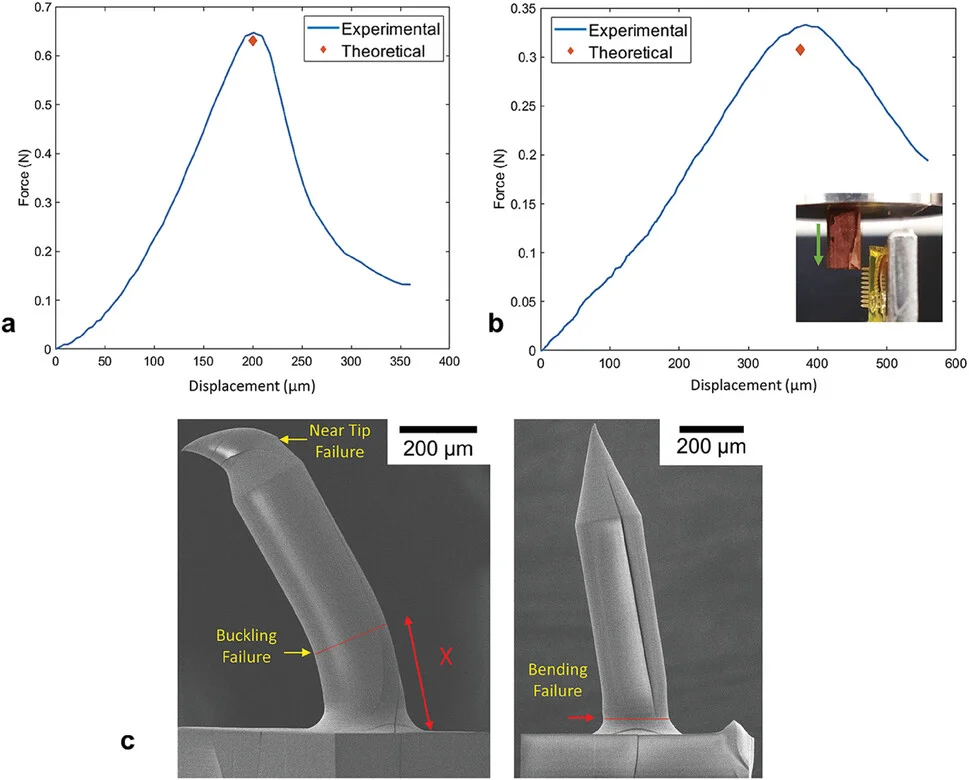 0.7
0.6
0.5
0.4
0.3
0.2
0.1
0
Force (N)
0 50 100 150 200 250 300 350 400
Displacement (μm)
Experimental
Theoretical
a
0.35
0.3
0.25
0.2
0.15
0.1
0.05
0
Force (N)
0 100 200 300 400 500 600
Displacement (μm)
Experimental
Theoretical
b
Near Tip
Failure
200 μm
Buckling
Failure
X
200 μm
Bending
Failure
c